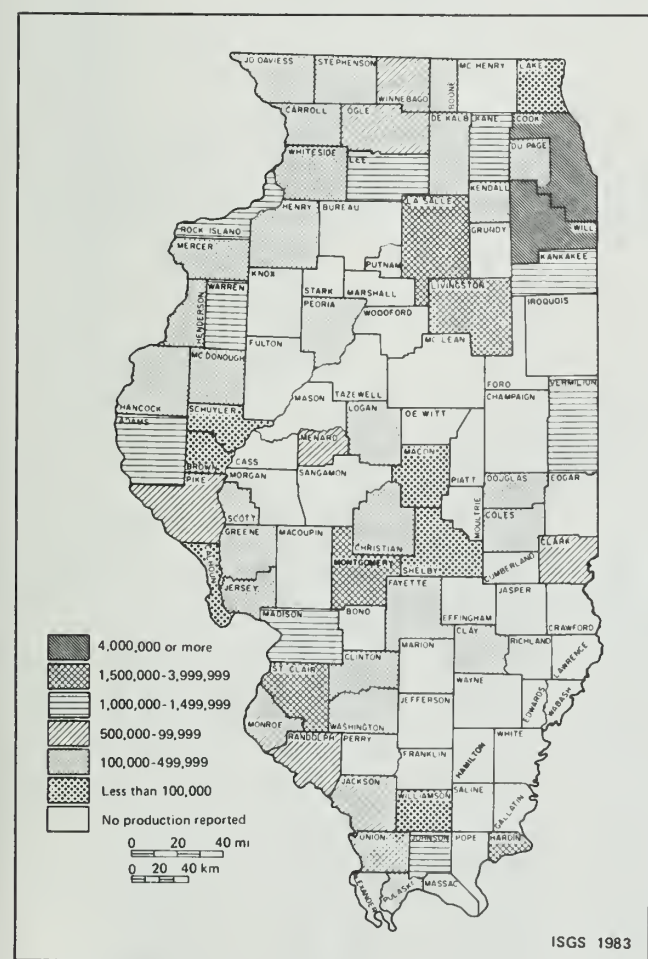 JO DAVIESS STEPHENSON WINNEBAGO BOONE MC HENRY LAKE
CARROLL OGLE DE KALB KANE COOK
DU PAGE
WHITESIDE LEE
KENDALL
HENRY BUREAU LA SALLE
GRUNDY WILL
ROCK ISLAND
MERCER PUTNAM KANKAKEE
KNOX
WARREN STARK MARSHALL LIVINGSTON
HENDERSON PEORIA IROQUOIS
WOODFORD
FULTON MC LEAN
MC DONOUGH
TAZEWELL FORD VERMILION
HANCOCK MASON CHAMPAIGN
SCHUYLER LOGAN DE WITT
ADAMS
MENARD
CASS MACON
BROWN PIATT
PIKE MORGAN SANGAMON DOUGLAS EDGAR
SCOTT MOULTRIE COLES
GREENE MACOUPIN CHRISTIAN
CALHOUN SHELBY CLARK
MONTGOMERY CUMBERLAND
JERSEY FAYETTE
JASPER
MADISON BOND EFFINGHAM
CRAWFORD
CLAY
4,000,000 or more
MARION RICHLAND LAWRENCE
CLINTON
1,500,000-3,999,999
ST CLAIR WAYNE
1,000,000-1,499,999
JEFFERSON EDWARDS WABASH
MONROE WASHINGTON
500,000-99,999
RANDOLPH PERRY WHITE
HAMILTON
FRANKLIN
100,000-499,999
JACKSON
Less than 100,000
WILLIAMSON SALINE GALLATIN
No production reported
UNION JOHNSON POPE HARDIN
0 20 40 mi
0 20 40 km
ALEXANDER PULASKI MASSAC
ISGS 1983